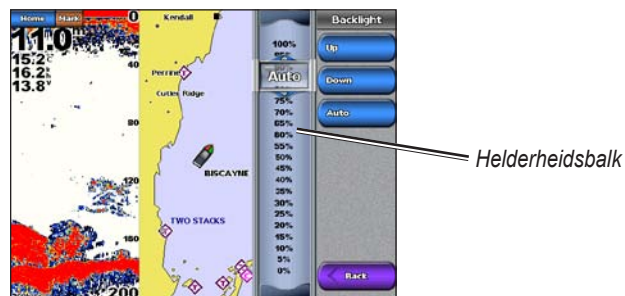 Home
Mark
11.0
15.2
16.2
13.8
0
40
80
120
160
200
Kendall
Perrine
Cutler Ridge
BISCAYNE
TWO STACKS
100%
Auto
75%
70%
65%
60%
55%
50%
45%
40%
35%
30%
25%
20%
15%
10%
5%
0%
Backlight
Up
Down
Auto
Back
Helderheidsbalk